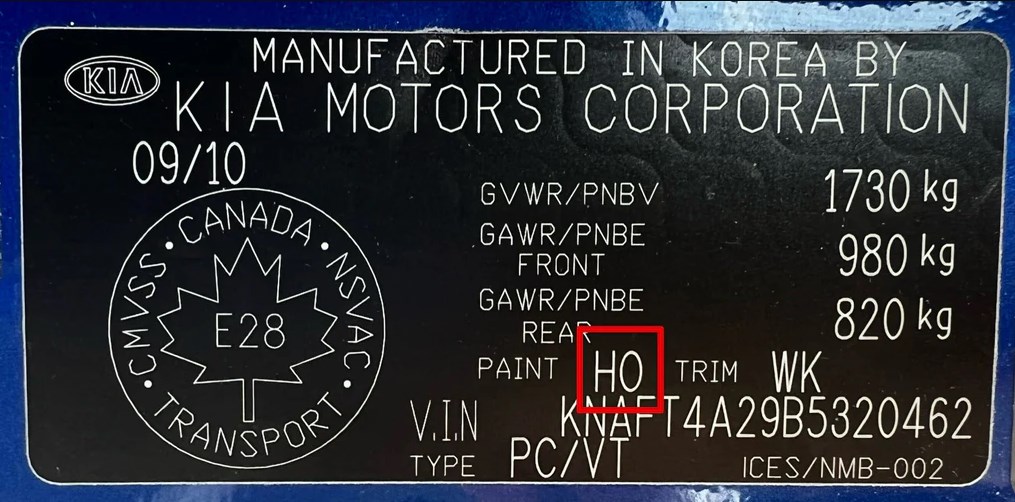 KIA
MANUFACTURED IN KOREA BY
KIA MOTORS CORPORATION
09/10
GVWR/PNBV 1730 kg
GAWR/PNBE
FRONT 980 kg
GAWR/PNBE
REAR 820 kg
CANADA • NSVAC • TRANSPORT • CMVSS •
E28
PAINT HO TRIM WK
V.I.N KNAFT4A29B5320462
TYPE PC/VT ICES/NMB-002